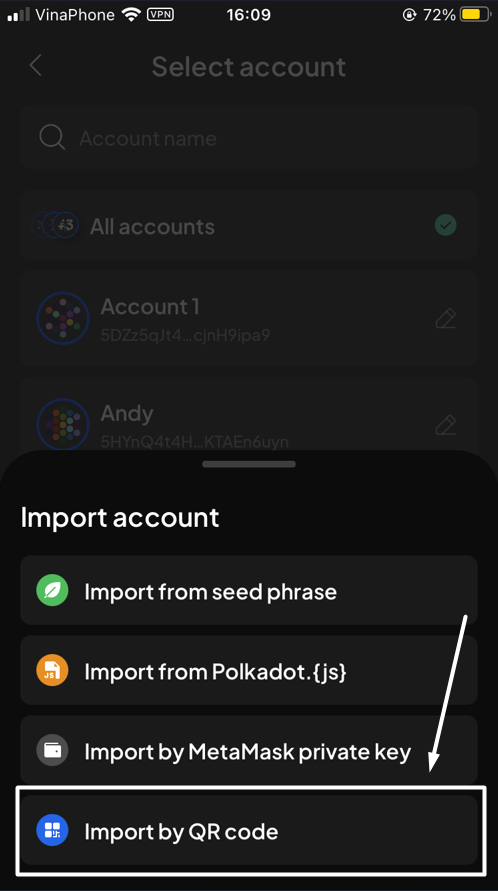 VinaPhone VPN 16:09 72%
Select account
Account name
+3 All accounts
Account 1
5DZz5qJt4...cjnH9ipa9
Andy
5HYnQ4t4H...KTAEn6uyn
Import account
Import from seed phrase
JS Import from Polkadot.{js}
Import by MetaMask private key
Import by QR code